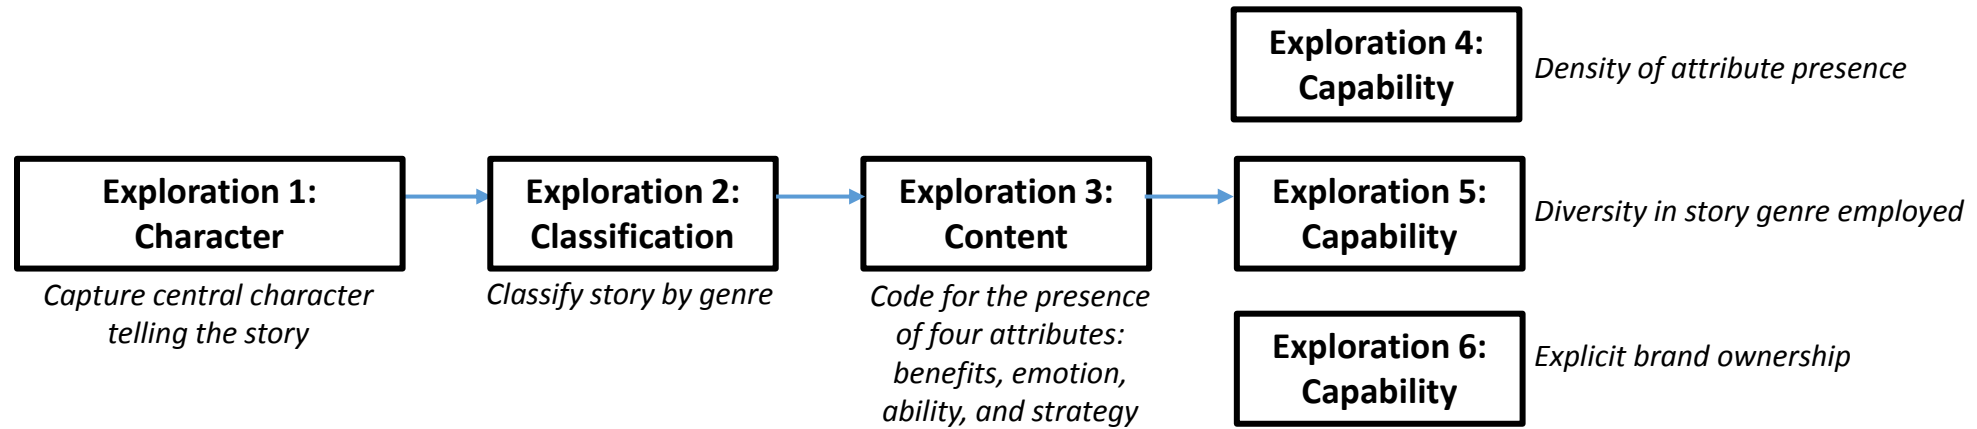 Exploration 1:
Character
Capture central character
telling the story
Exploration 2:
Classification
Classify story by genre
Exploration 3:
Content
Code for the presence
of four attributes:
benefits, emotion,
ability, and strategy
Exploration 4:
Capability
Density of attribute presence
Exploration 5:
Capability
Diversity in story genre employed
Exploration 6:
Capability
Explicit brand ownership